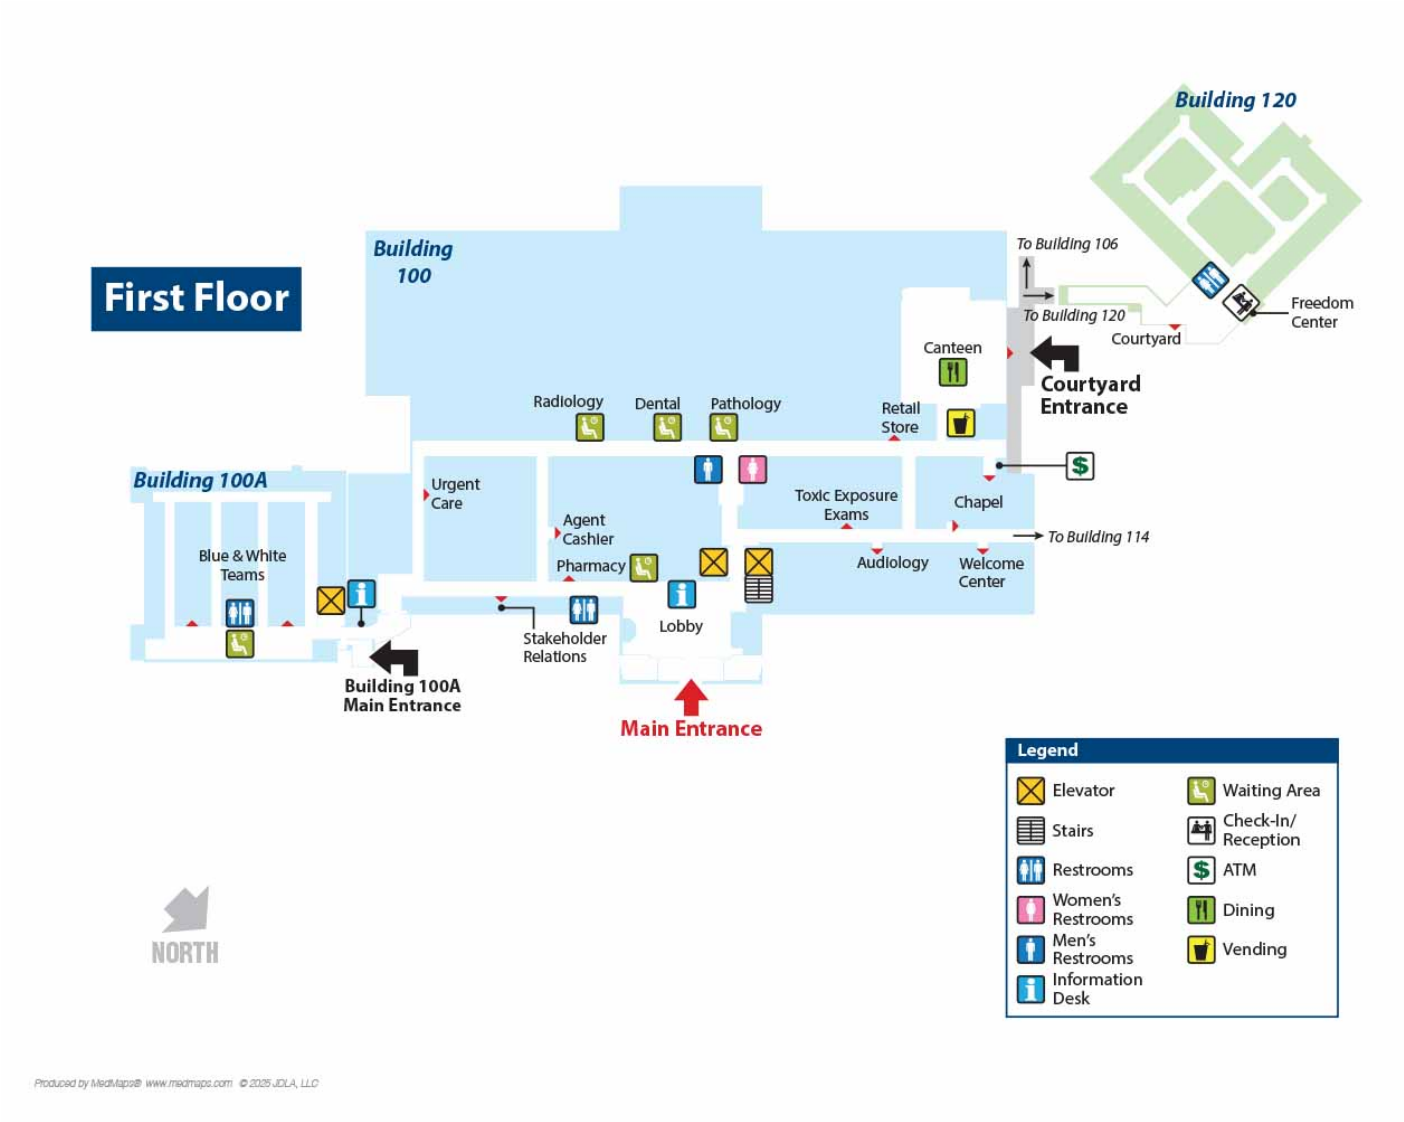 Building 120
To Building 106
Building
100
First Floor
Freedom
Center
To Building 120
Courtyard
Canteen
Courtyard
Entrance
Radiology
Dental
Pathology
Retail
Store
$
Building 100A
Urgent
Care
Toxic Exposure
Exams
Chapel
Agent
Cashier
To Building 114
Blue & White
Teams
Pharmacy
Audiology
Welcome
Center
i
i
Lobby
Stakeholder
Relations
Building 100A
Main Entrance
Main Entrance
Legend
Elevator
Waiting Area
Stairs
Check-In/
Reception
Restrooms
$ ATM
Women's
Restrooms
Dining
Men's
Restrooms
Vending
i Information
Desk
NORTH
Produced by MedMaps® www.medmaps.com © 2025 JDLA, LLC